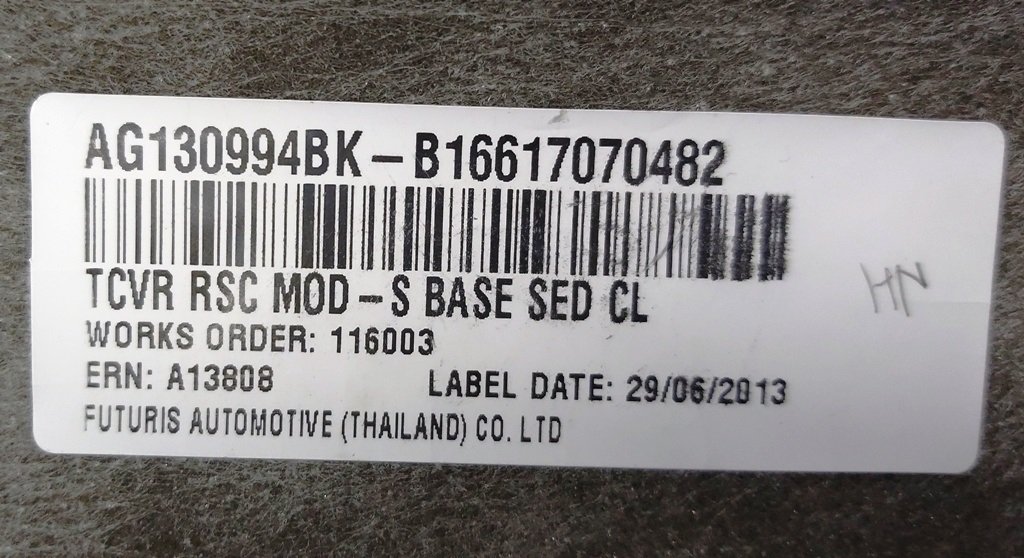 AG130994BK-B16617070482
TCVR RSC MOD-S BASE SED CL
WORKS ORDER: 116003
ERN: A13808
LABEL DATE: 29/06/2013
FUTURIS AUTOMOTIVE (THAILAND) CO. LTD
HN